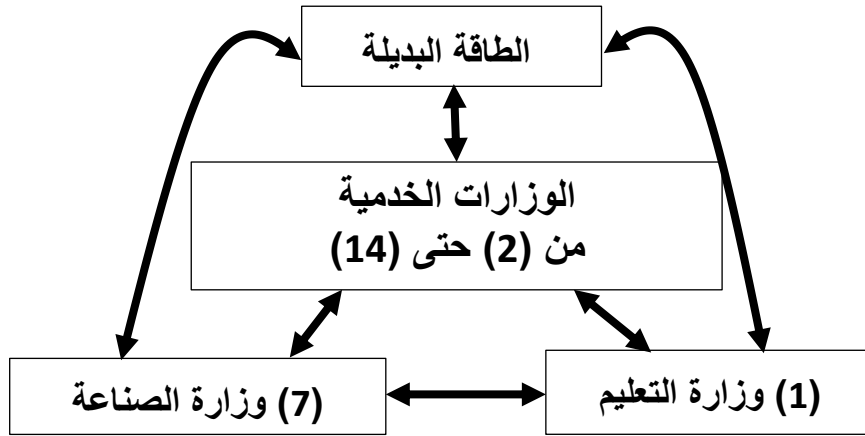 الطاقة البديلة
الوزارات الخدمية
من (2) حتى (14)
(1) وزارة التعليم
(7) وزارة الصناعة